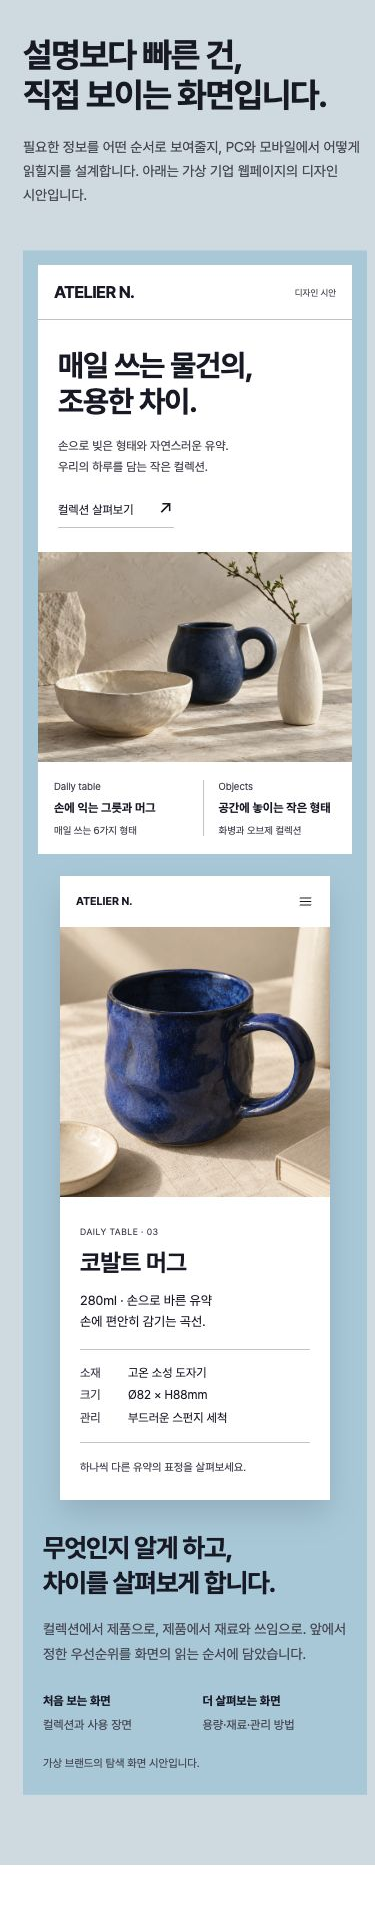 설명보다 빠른 건,
직접 보이는 화면입니다.
필요한 정보를 어떤 순서로 보여줄지, PC와 모바일에서 어떻게
읽힐지를 설계합니다. 아래는 가상 기업 웹페이지의 디자인
시안입니다.
ATELIER N.
디자인 시안
매일 쓰는 물건의,
조용한 차이.
손으로 빚은 형태와 자연스러운 유약.
우리의 하루를 담는 작은 컬렉션.
컬렉션 살펴보기
Daily table
손에 익는 그릇과 머그
매일 쓰는 6가지 형태
Objects
공간에 놓이는 작은 형태
화병과 오브제 컬렉션
ATELIER N.
DAILY TABLE · 03
코발트 머그
280ml · 손으로 바른 유약
손에 편안히 감기는 곡선.
소재 고온 소성 도자기
크기 Ø82 × H88mm
관리 부드러운 스펀지 세척
하나씩 다른 유약의 표정을 살펴보세요.
무엇인지 알게 하고,
차이를 살펴보게 합니다.
컬렉션에서 제품으로, 제품에서 재료와 쓰임으로. 앞에서
정한 우선순위를 화면의 읽는 순서에 담았습니다.
처음 보는 화면
컬렉션과 사용 장면
더 살펴보는 화면
용량·재료·관리 방법
가상 브랜드의 탐색 화면 시안입니다.